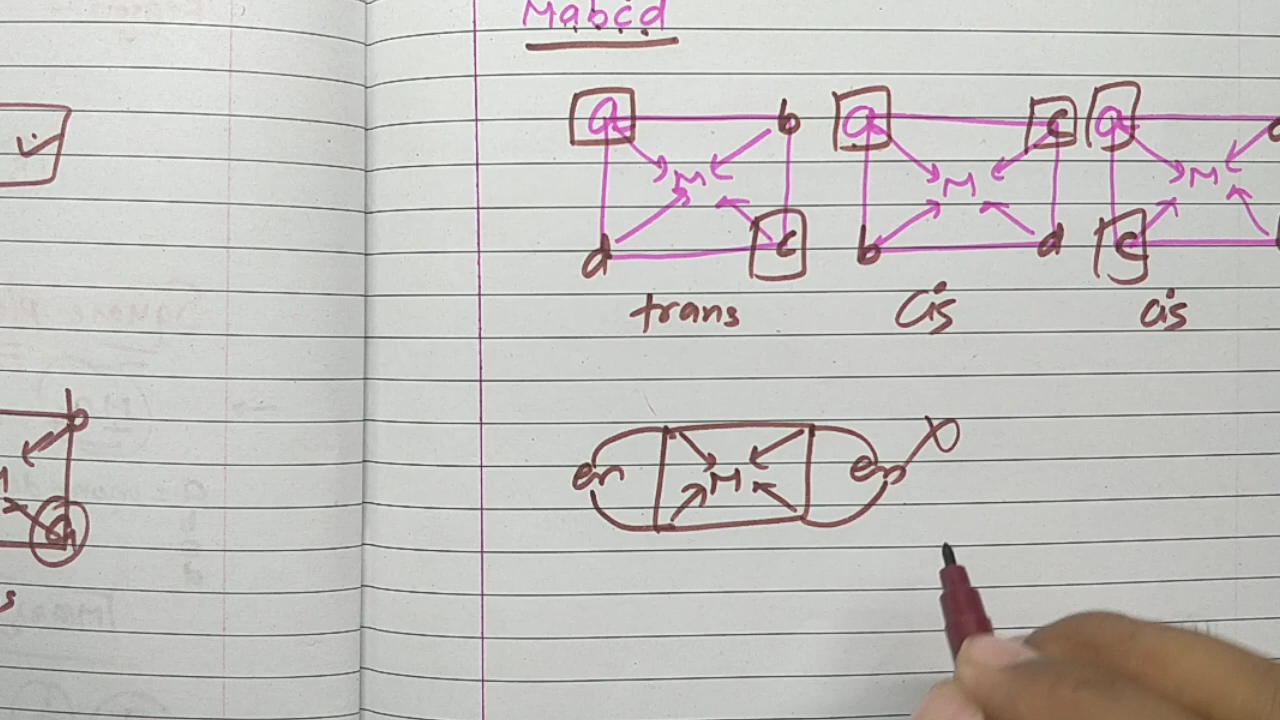 Mabcd
a b a c a
M M M
d c b d c
trans cis cis
en M en